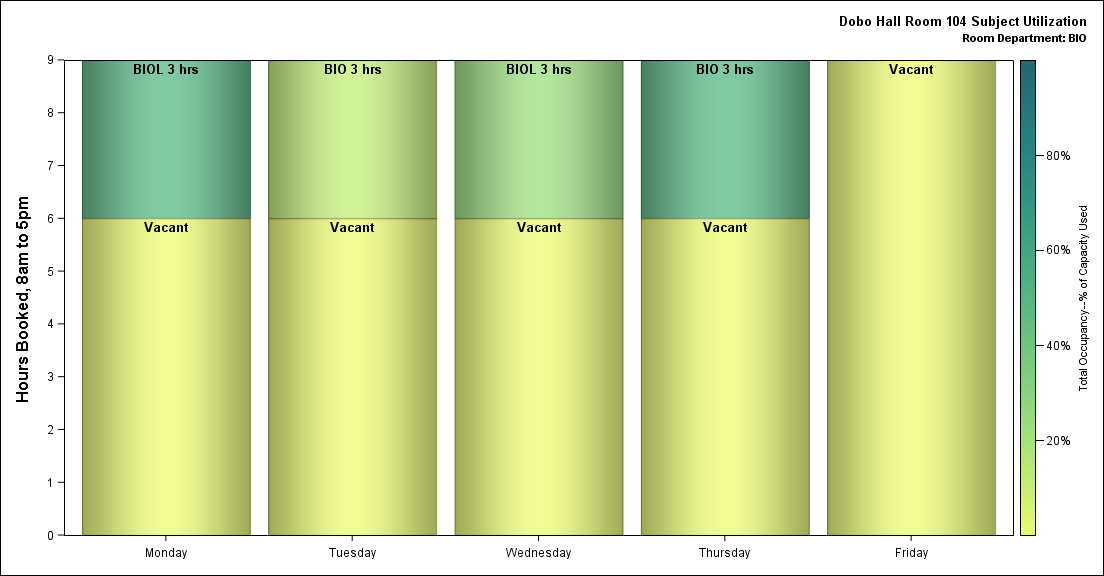 Dobo Hall Room 104 Subject Utilization
Room Department: BIO
BIOL 3 hrs
BIO 3 hrs
BIOL 3 hrs
BIO 3 hrs
Vacant
Vacant
Vacant
Vacant
Vacant
9
8
7
6
5
4
3
2
1
0
Hours Booked, 8am to 5pm
Monday
Tuesday
Wednesday
Thursday
Friday
80%
60%
40%
20%
Total Occupancy--% of Capacity Used